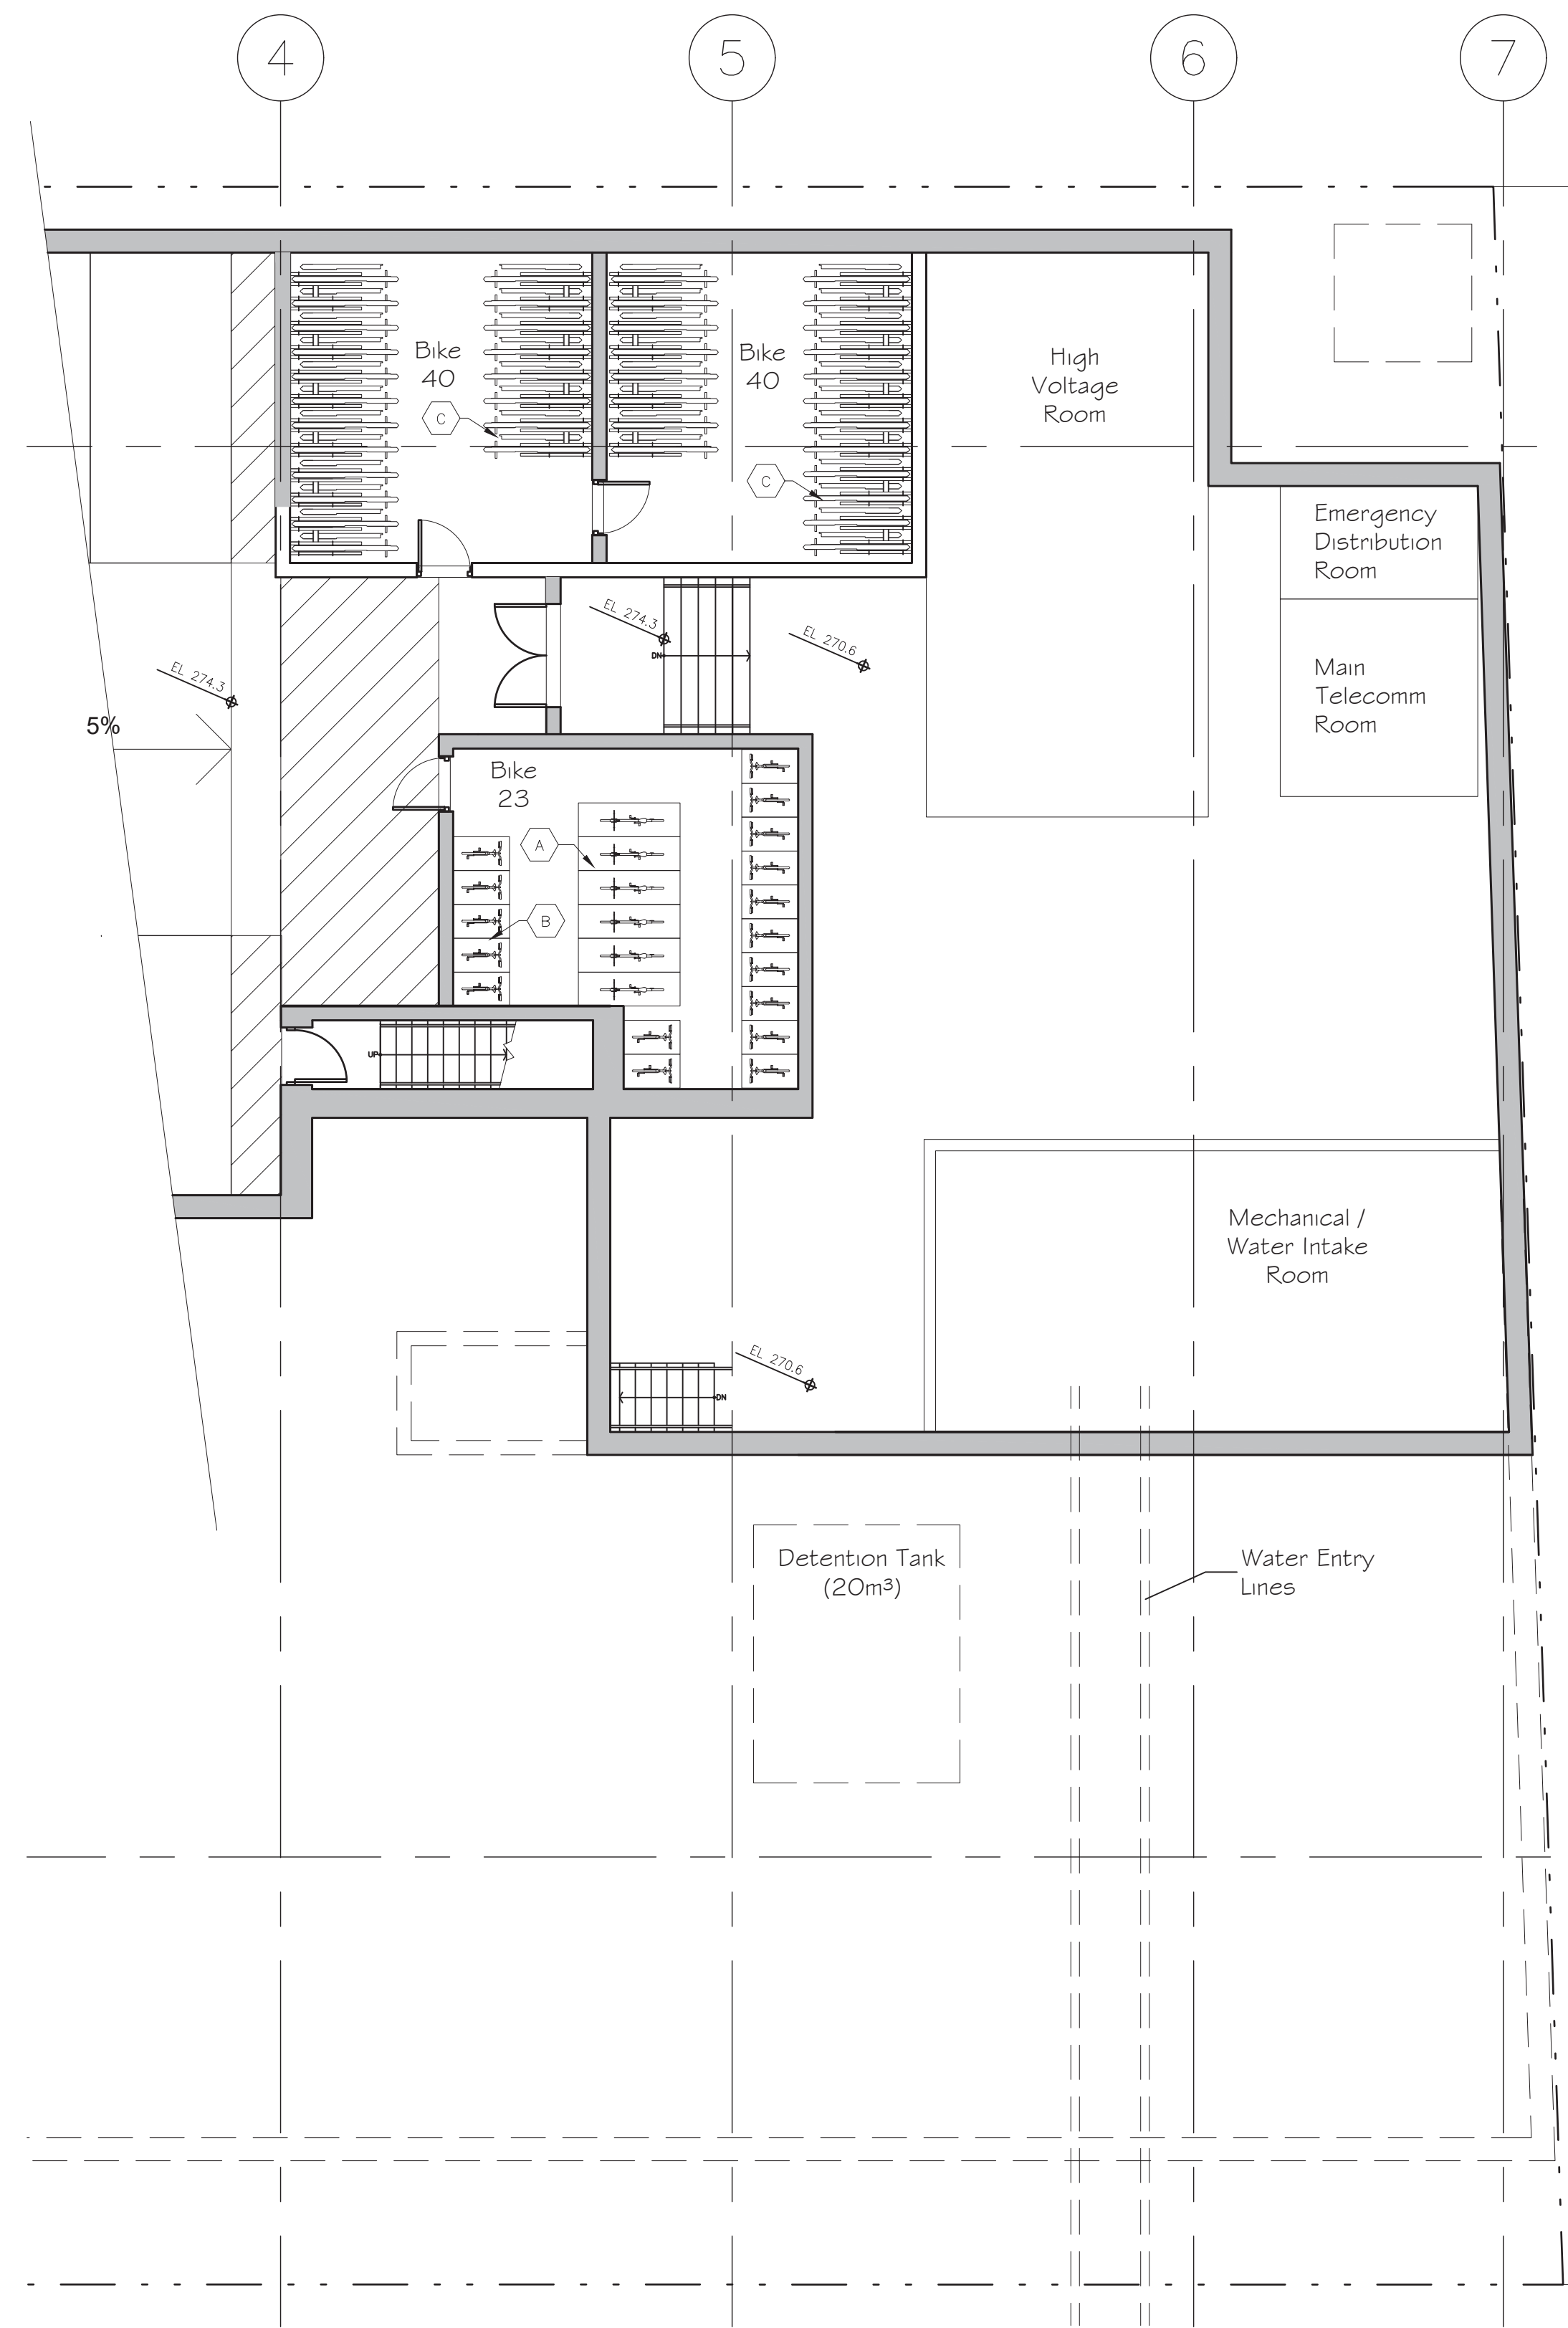 4
5
6
7
Bike
40
C
Bike
40
C
High
Voltage
Room
Emergency
Distribution
Room
EL 274.3
DN
EL 270.6
EL 274.3
5%
Main
Telecomm
Room
Bike
23
A
B
UP
Mechanical /
Water Intake
Room
EL 270.6
DN
Detention Tank
(20m³)
Water Entry
Lines